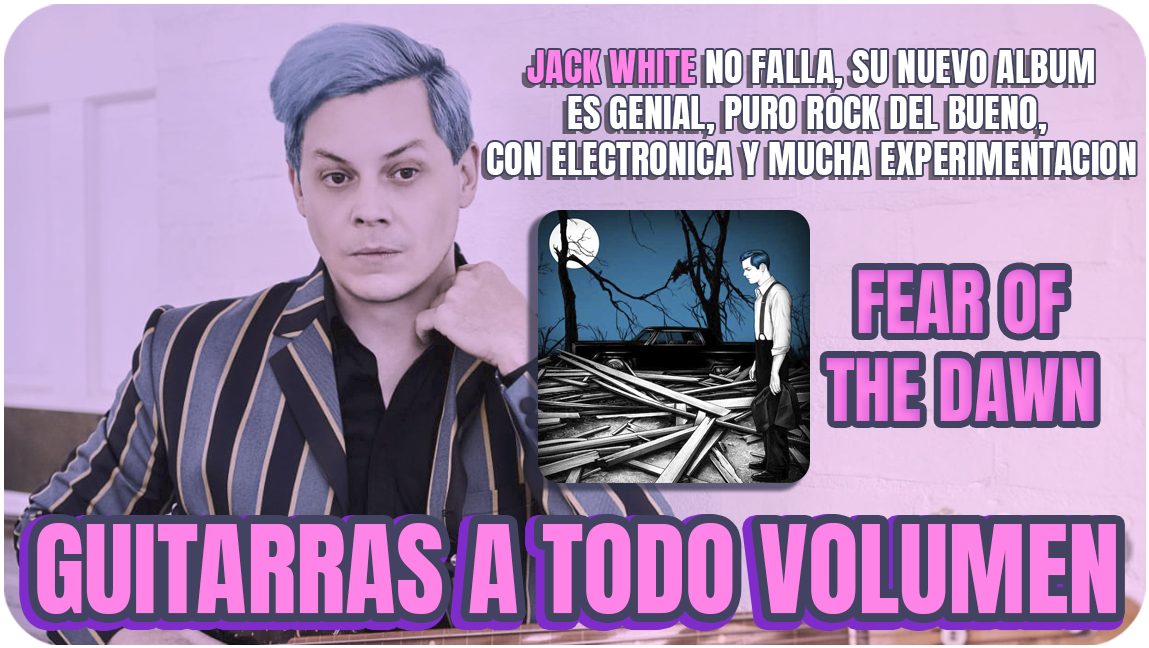 JACK WHITE NO FALLA, SU NUEVO ALBUM
ES GENIAL, PURO ROCK DEL BUENO,
CON ELECTRONICA Y MUCHA EXPERIMENTACION
FEAR OF
THE DAWN
GUITARRAS A TODO VOLUMEN